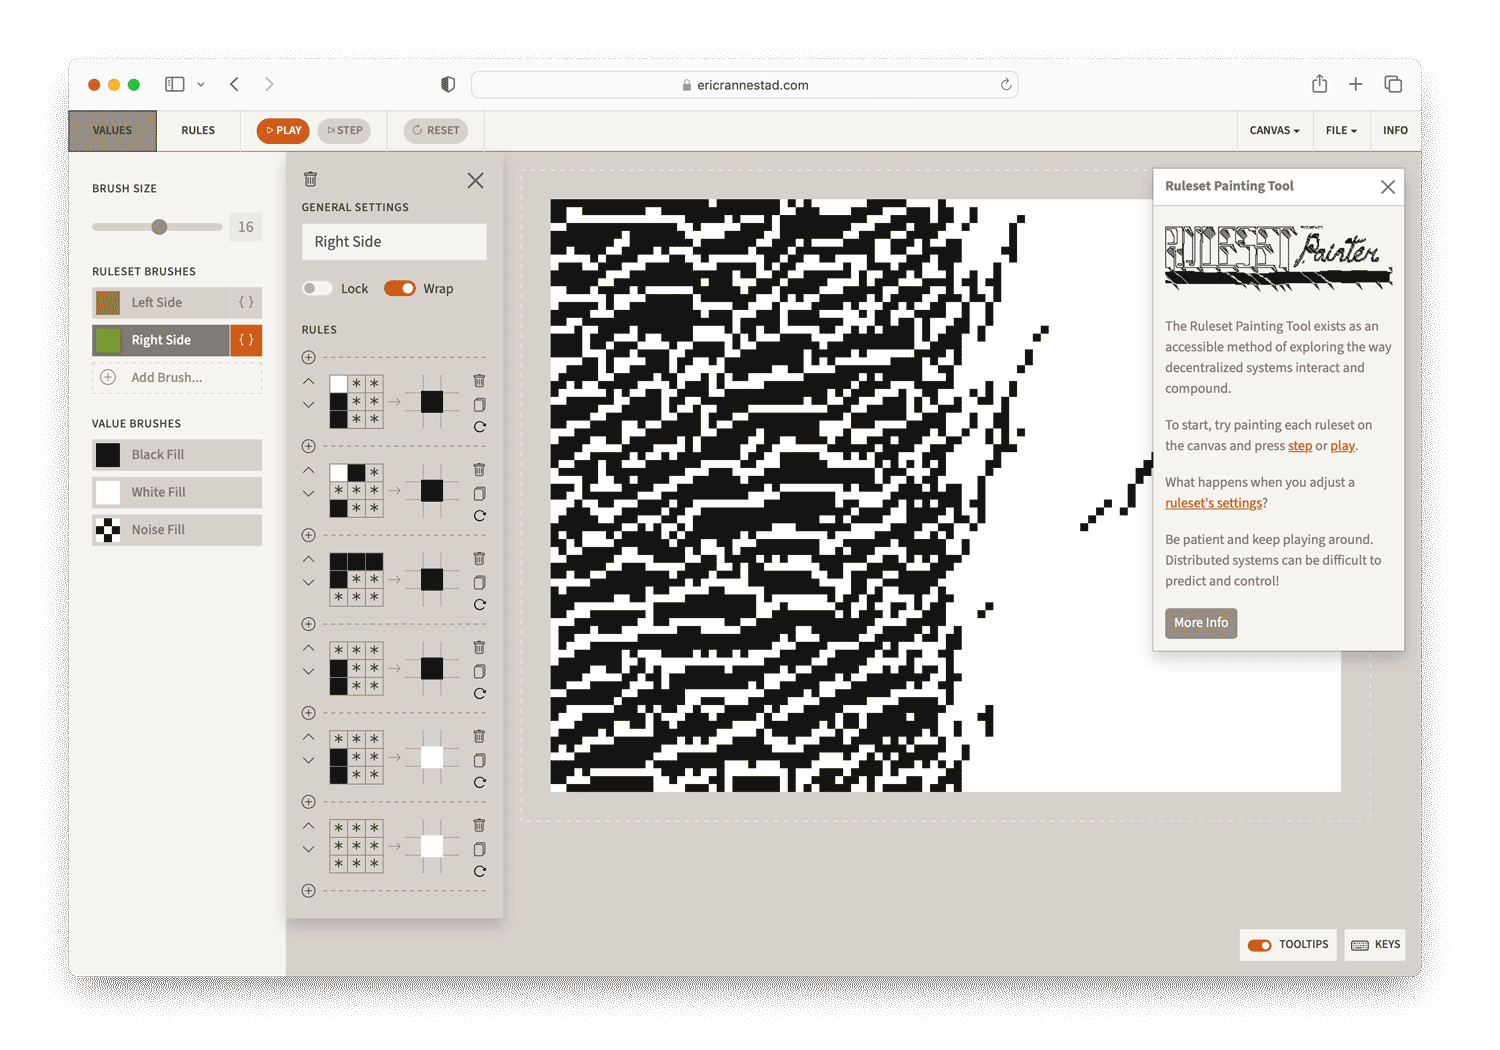 ericrannestad.com
VALUES
RULES
PLAY
STEP
RESET
CANVAS
FILE
INFO
BRUSH SIZE
16
RULESET BRUSHES
Left Side
{ }
Right Side
{ }
Add Brush...
VALUE BRUSHES
Black Fill
White Fill
Noise Fill
GENERAL SETTINGS
Right Side
Lock
Wrap
RULES
* *
* *
* *
*
* * *
* *
* *
* * *
* * *
* *
* *
* * *
* *
* *
* * *
* * *
* * *
Ruleset Painting Tool
RULESET Painter
The Ruleset Painting Tool exists as an
accessible method of exploring the way
decentralized systems interact and
compound.
To start, try painting each ruleset on
the canvas and press step or play.
What happens when you adjust a
ruleset's settings?
Be patient and keep playing around.
Distributed systems can be difficult to
predict and control!
More Info
TOOLTIPS
KEYS